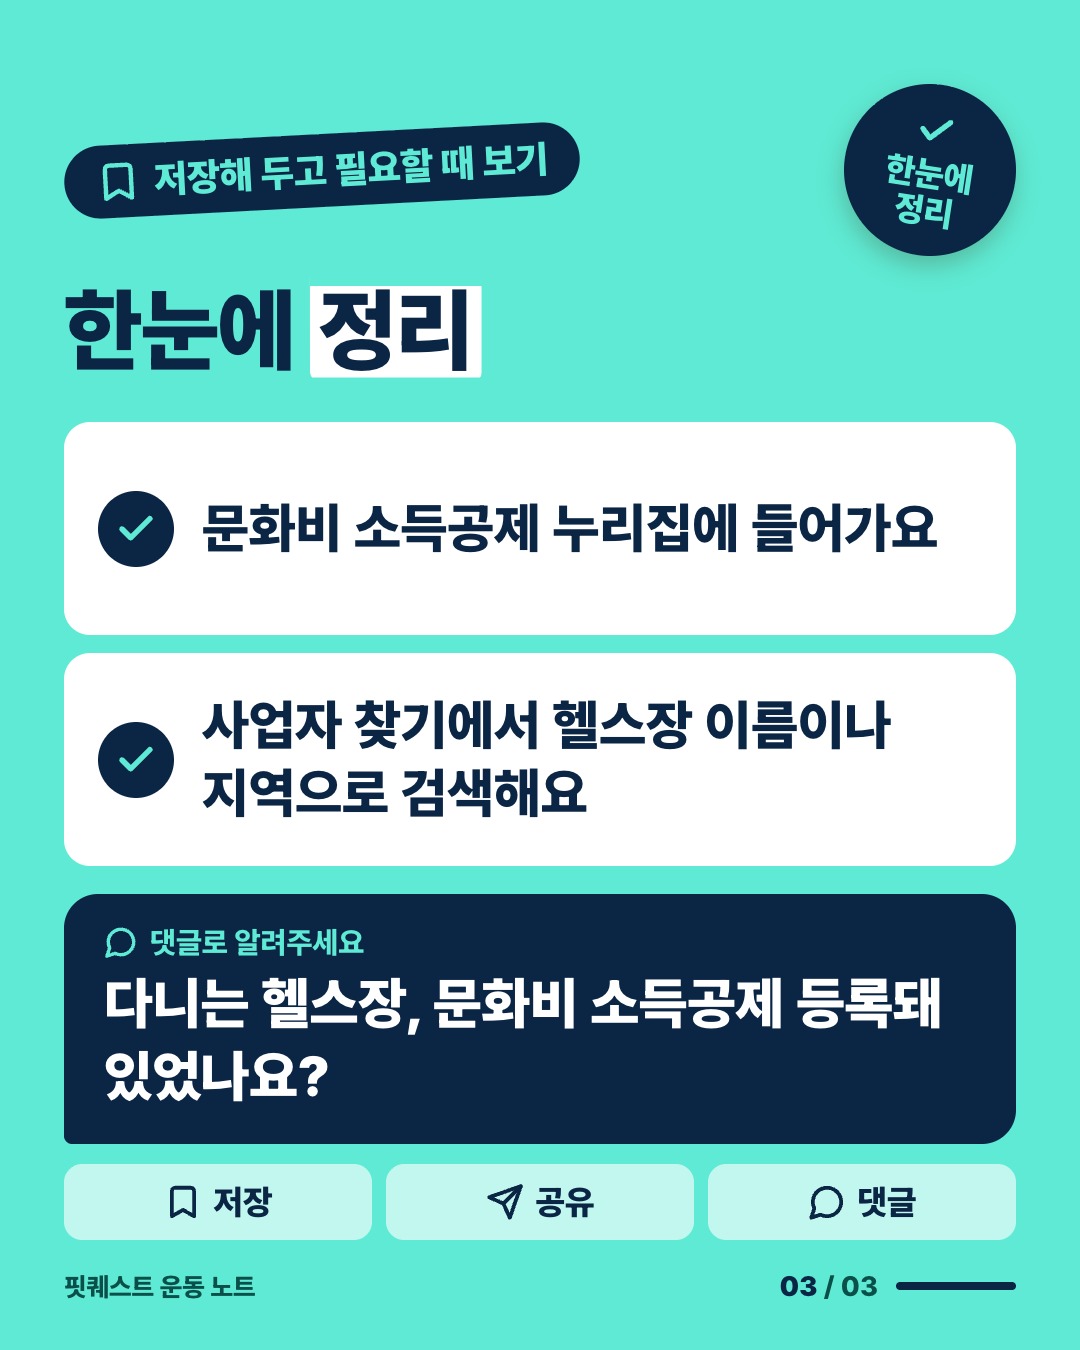 저장해 두고 필요할 때 보기
한눈에
정리
한눈에 정리
문화비 소득공제 누리집에 들어가요
사업자 찾기에서 헬스장 이름이나
지역으로 검색해요
댓글로 알려주세요
다니는 헬스장, 문화비 소득공제 등록돼
있었나요?
저장
공유
댓글
핏퀘스트 운동 노트
03 / 03